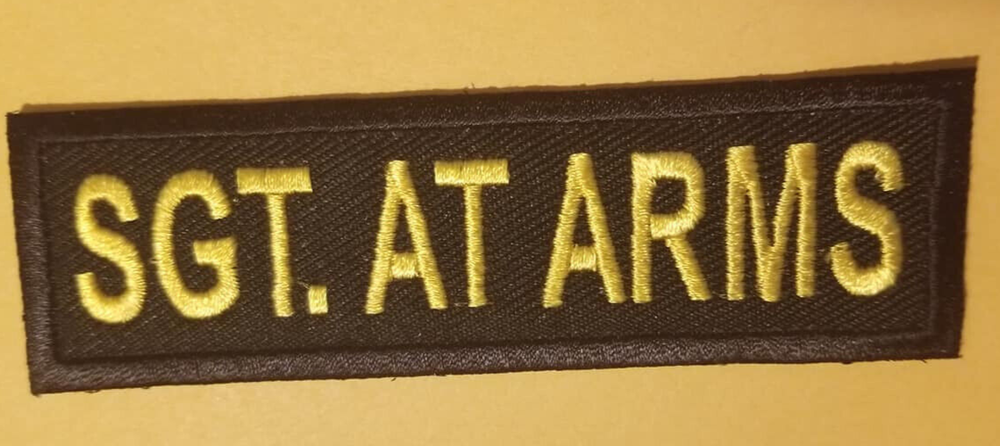 SGT. AT ARMS